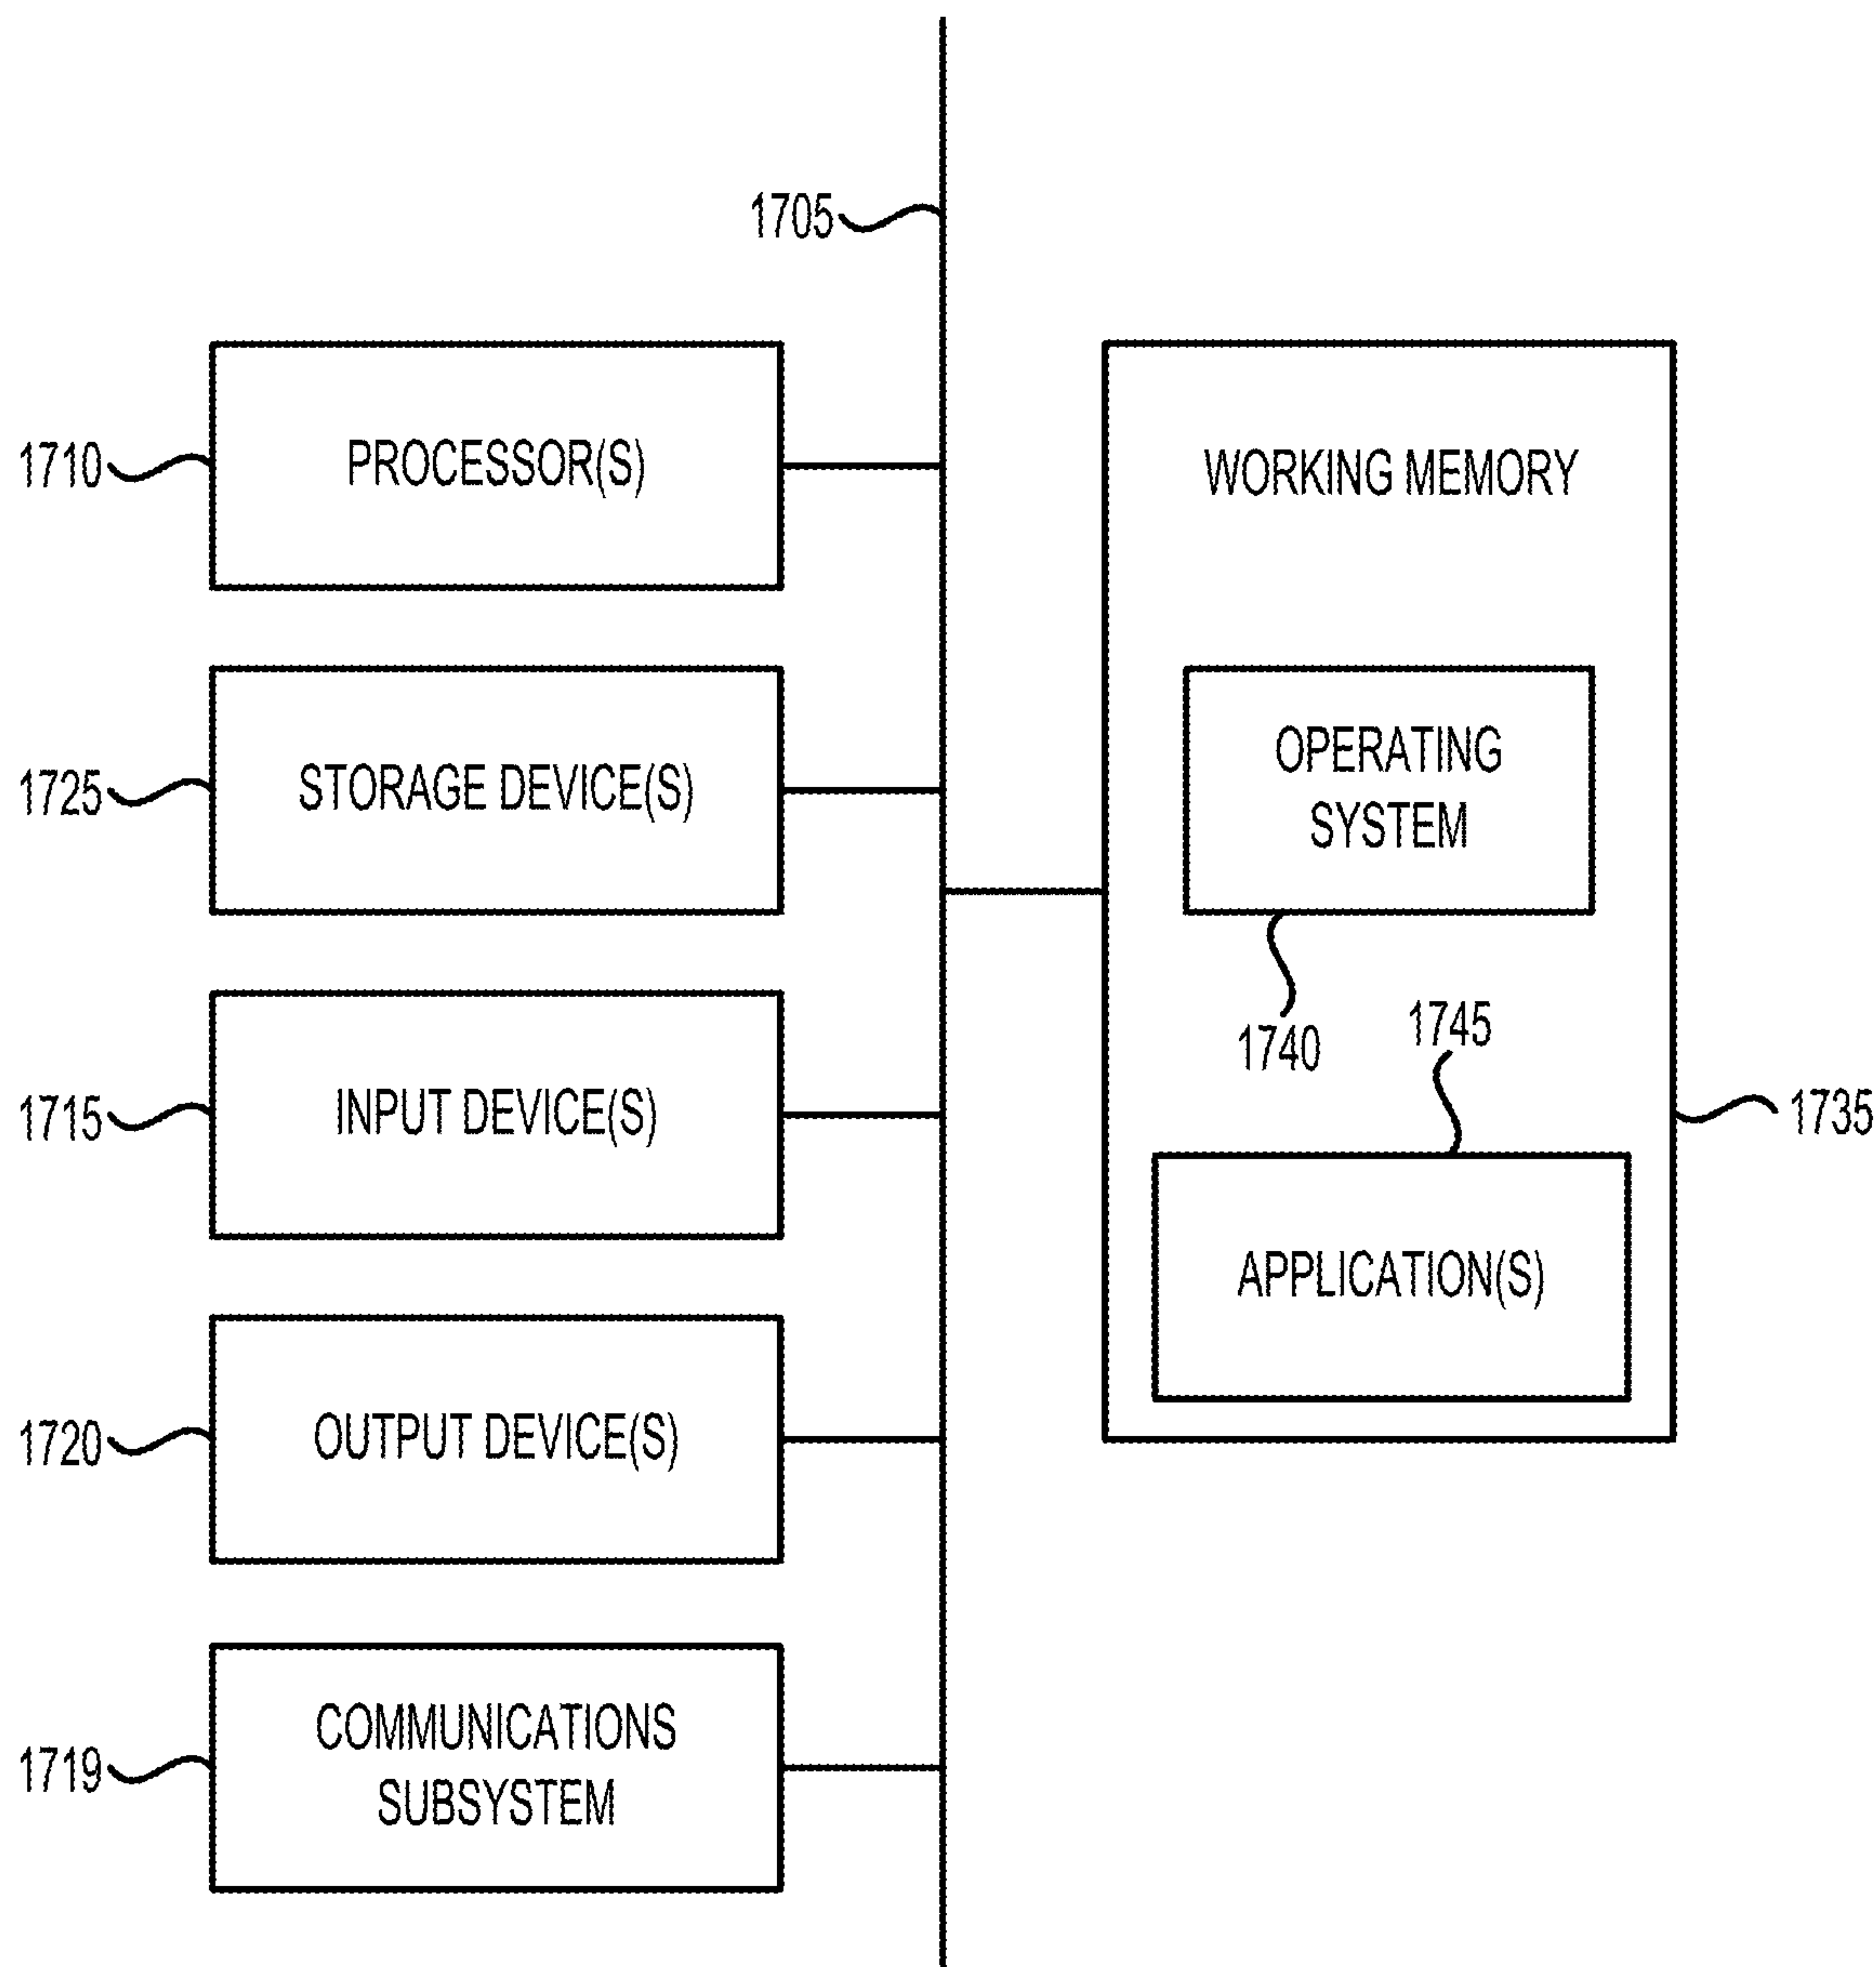 1705
1710
PROCESSOR(S)
WORKING MEMORY
1725
STORAGE DEVICE(S)
OPERATING
SYSTEM
1740
1745
1715
INPUT DEVICE(S)
1735
APPLICATION(S)
1720
OUTPUT DEVICE(S)
1719
COMMUNICATIONS
SUBSYSTEM